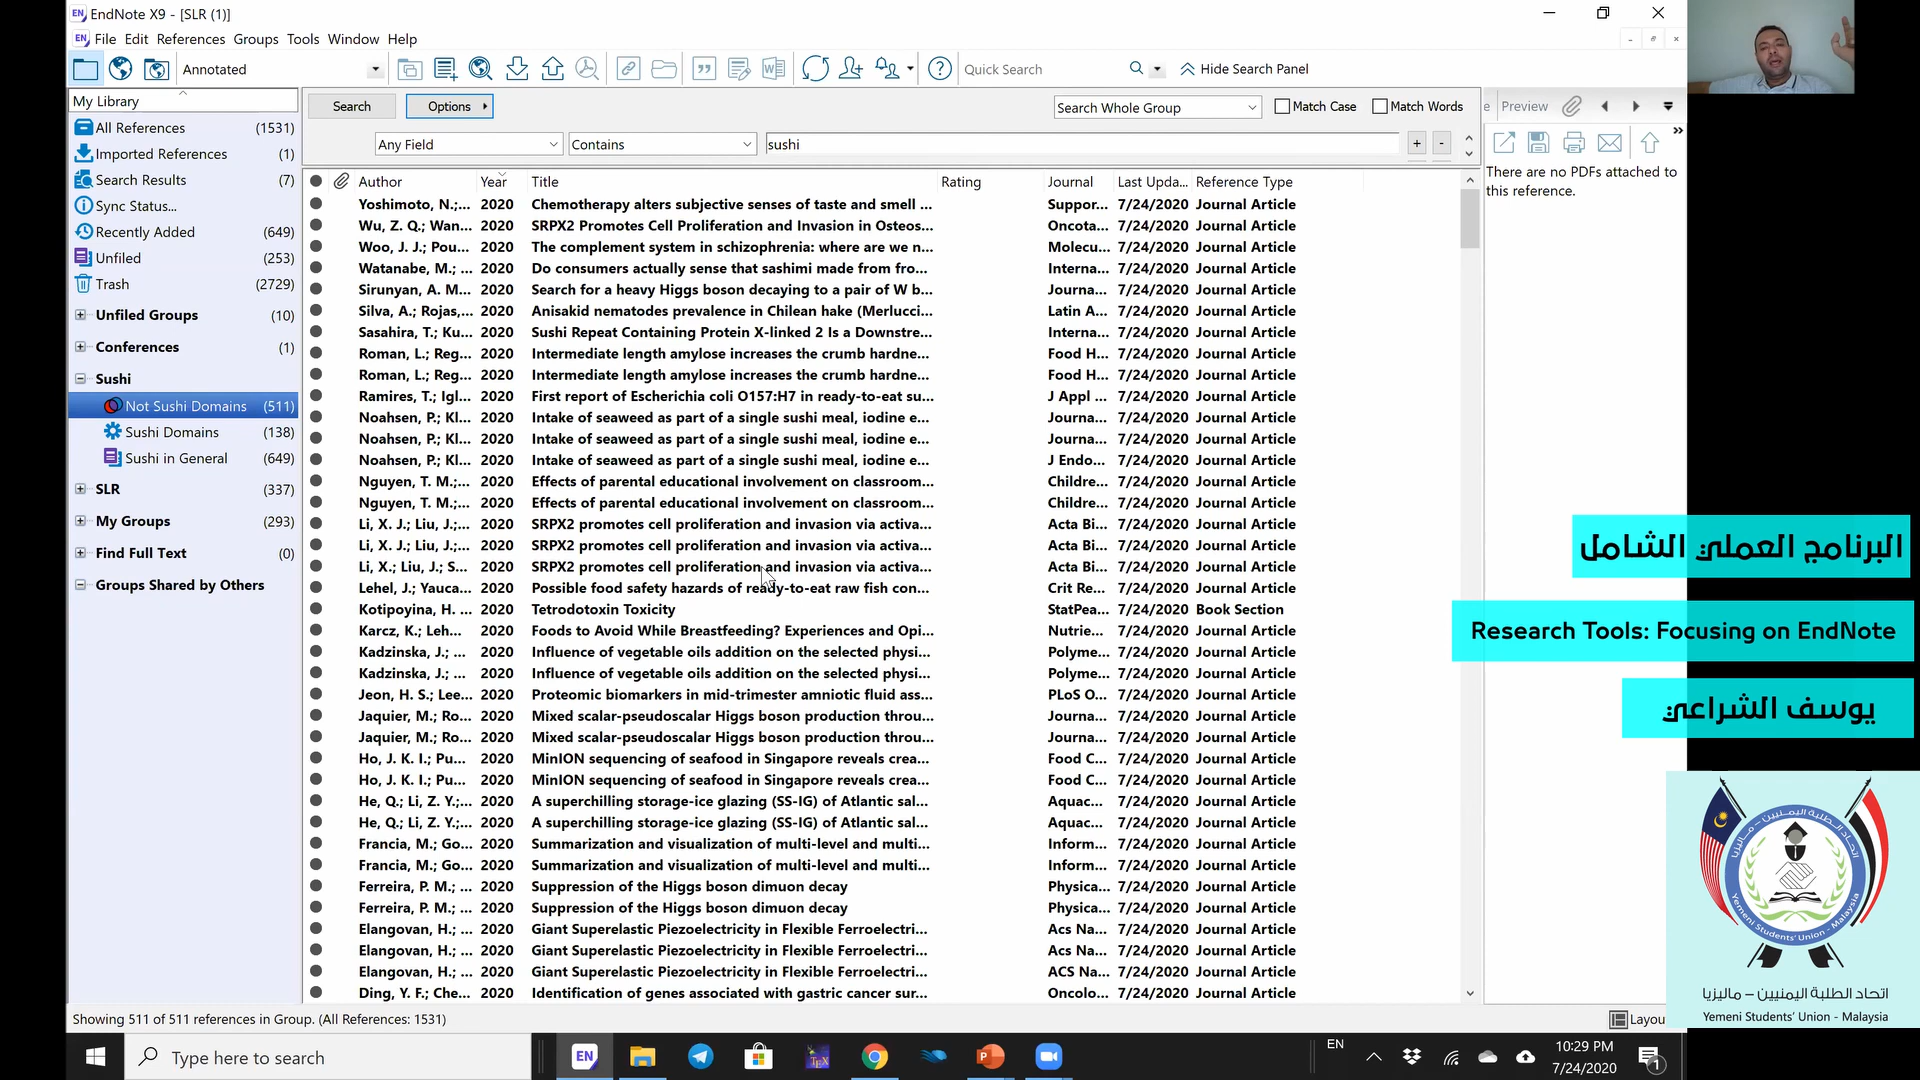 EndNote X9 - [SLR (1)]
File Edit References Groups Tools Window Help
Annotated
Quick Search
Hide Search Panel
My Library
All References (1531)
Imported References (1)
Search Results (7)
Sync Status...
Recently Added (649)
Unfiled (253)
Trash (2729)
Unfiled Groups (10)
Conferences (1)
Sushi
Not Sushi Domains (511)
Sushi Domains (138)
Sushi in General (649)
SLR (337)
My Groups (293)
Find Full Text (0)
Groups Shared by Others
Search Options Search Whole Group Match Case Match Words
Any Field Contains sushi + -
Author Year Title Rating Journal Last Upda... Reference Type
Yoshimoto, N.;... 2020 Chemotherapy alters subjective senses of taste and smell ... Suppor... 7/24/2020 Journal Article
Wu, Z. Q.; Wan... 2020 SRPX2 Promotes Cell Proliferation and Invasion in Osteos... Oncota... 7/24/2020 Journal Article
Woo, J. J.; Pou... 2020 The complement system in schizophrenia: where are we n... Molecu... 7/24/2020 Journal Article
Watanabe, M.; ... 2020 Do consumers actually sense that sashimi made from fro... Interna... 7/24/2020 Journal Article
Sirunyan, A. M... 2020 Search for a heavy Higgs boson decaying to a pair of W b... Journa... 7/24/2020 Journal Article
Silva, A.; Rojas,... 2020 Anisakid nematodes prevalence in Chilean hake (Merlucci... Latin A... 7/24/2020 Journal Article
Sasahira, T.; Ku... 2020 Sushi Repeat Containing Protein X-linked 2 Is a Downstre... Interna... 7/24/2020 Journal Article
Roman, L.; Reg... 2020 Intermediate length amylose increases the crumb hardne... Food H... 7/24/2020 Journal Article
Roman, L.; Reg... 2020 Intermediate length amylose increases the crumb hardne... Food H... 7/24/2020 Journal Article
Ramires, T.; Igl... 2020 First report of Escherichia coli O157:H7 in ready-to-eat su... J Appl ... 7/24/2020 Journal Article
Noahsen, P.; Kl... 2020 Intake of seaweed as part of a single sushi meal, iodine e... Journa... 7/24/2020 Journal Article
Noahsen, P.; Kl... 2020 Intake of seaweed as part of a single sushi meal, iodine e... Journa... 7/24/2020 Journal Article
Noahsen, P.; Kl... 2020 Intake of seaweed as part of a single sushi meal, iodine e... J Endo... 7/24/2020 Journal Article
Nguyen, T. M.;... 2020 Effects of parental educational involvement on classroom... Childre... 7/24/2020 Journal Article
Nguyen, T. M.;... 2020 Effects of parental educational involvement on classroom... Childre... 7/24/2020 Journal Article
Li, X. J.; Liu, J.;... 2020 SRPX2 promotes cell proliferation and invasion via activa... Acta Bi... 7/24/2020 Journal Article
Li, X. J.; Liu, J.;... 2020 SRPX2 promotes cell proliferation and invasion via activa... Acta Bi... 7/24/2020 Journal Article
Li, X.; Liu, J.; S... 2020 SRPX2 promotes cell proliferation and invasion via activa... Acta Bi... 7/24/2020 Journal Article
Lehel, J.; Yauca... 2020 Possible food safety hazards of ready-to-eat raw fish con... Crit Re... 7/24/2020 Journal Article
Kotipoyina, H. ... 2020 Tetrodotoxin Toxicity StatPea... 7/24/2020 Book Section
Karcz, K.; Leh... 2020 Foods to Avoid While Breastfeeding? Experiences and Opi... Nutrie... 7/24/2020 Journal Article
Kadzinska, J.; ... 2020 Influence of vegetable oils addition on the selected physi... Polyme... 7/24/2020 Journal Article
Kadzinska, J.; ... 2020 Influence of vegetable oils addition on the selected physi... Polyme... 7/24/2020 Journal Article
Jeon, H. S.; Lee... 2020 Proteomic biomarkers in mid-trimester amniotic fluid ass... PLoS O... 7/24/2020 Journal Article
Jaquier, M.; Ro... 2020 Mixed scalar-pseudoscalar Higgs boson production throu... Journa... 7/24/2020 Journal Article
Jaquier, M.; Ro... 2020 Mixed scalar-pseudoscalar Higgs boson production throu... Journa... 7/24/2020 Journal Article
Ho, J. K. I.; Pu... 2020 MinION sequencing of seafood in Singapore reveals crea... Food C... 7/24/2020 Journal Article
Ho, J. K. I.; Pu... 2020 MinION sequencing of seafood in Singapore reveals crea... Food C... 7/24/2020 Journal Article
He, Q.; Li, Z. Y.;... 2020 A superchilling storage-ice glazing (SS-IG) of Atlantic sal... Aquac... 7/24/2020 Journal Article
He, Q.; Li, Z. Y.;... 2020 A superchilling storage-ice glazing (SS-IG) of Atlantic sal... Aquac... 7/24/2020 Journal Article
Francia, M.; Go... 2020 Summarization and visualization of multi-level and multi... Inform... 7/24/2020 Journal Article
Francia, M.; Go... 2020 Summarization and visualization of multi-level and multi... Inform... 7/24/2020 Journal Article
Ferreira, P. M.; ... 2020 Suppression of the Higgs boson dimuon decay Physica... 7/24/2020 Journal Article
Ferreira, P. M.; ... 2020 Suppression of the Higgs boson dimuon decay Physica... 7/24/2020 Journal Article
Elangovan, H.; ... 2020 Giant Superelastic Piezoelectricity in Flexible Ferroelectri... Acs Na... 7/24/2020 Journal Article
Elangovan, H.; ... 2020 Giant Superelastic Piezoelectricity in Flexible Ferroelectri... Acs Na... 7/24/2020 Journal Article
Elangovan, H.; ... 2020 Giant Superelastic Piezoelectricity in Flexible Ferroelectri... ACS Na... 7/24/2020 Journal Article
Ding, Y. F.; Che... 2020 Identification of genes associated with gastric cancer sur... Oncolo... 7/24/2020 Journal Article
Preview
There are no PDFs attached to
this reference.
البرنامج العملي الشامل
Research Tools: Focusing on EndNote
يوسف الشراعي
اتحاد الطلبة اليمنيين - ماليزيا
Yemeni Students' Union - Malaysia
اتحاد الطلبة اليمنيين – ماليزيا
Yemeni Students' Union - Malaysia
Showing 511 of 511 references in Group. (All References: 1531)
Layou
Type here to search
EN
10:29 PM
7/24/2020
1